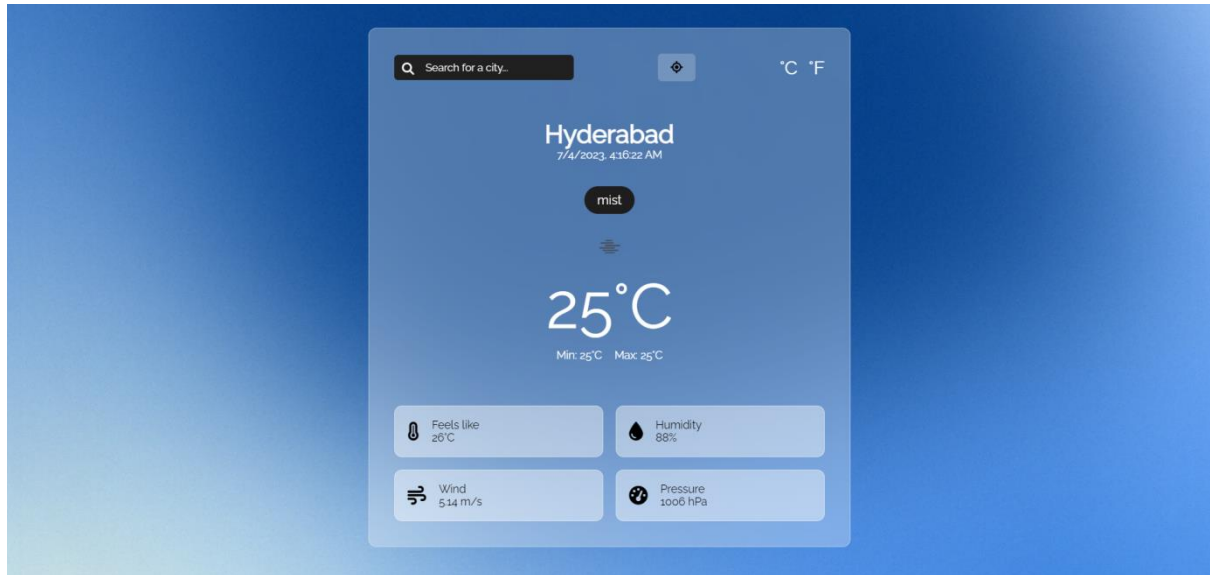 Search for a city...
°C °F
Hyderabad
7/4/2023, 4:16:22 AM
mist
25°C
Min: 25°C Max: 25°C
Feels like
26°C
Humidity
88%
Wind
5.14 m/s
Pressure
1006 hPa